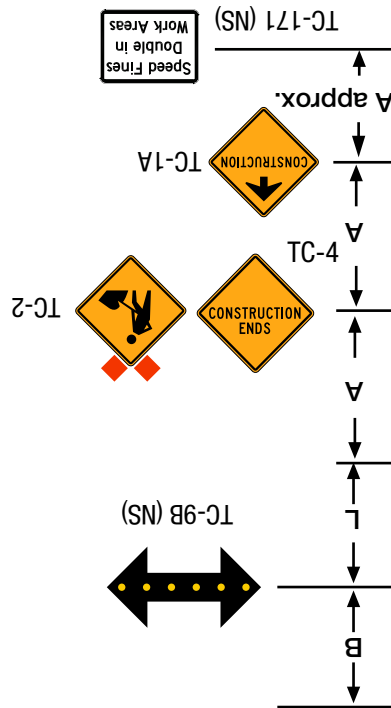 TC-171 (NS)
Speed Fines
Double in
Work Areas
A approx.
TC-1A
CONSTRUCTION
A
TC-4
TC-2
CONSTRUCTION
ENDS
A
TC-9B (NS)
L
B